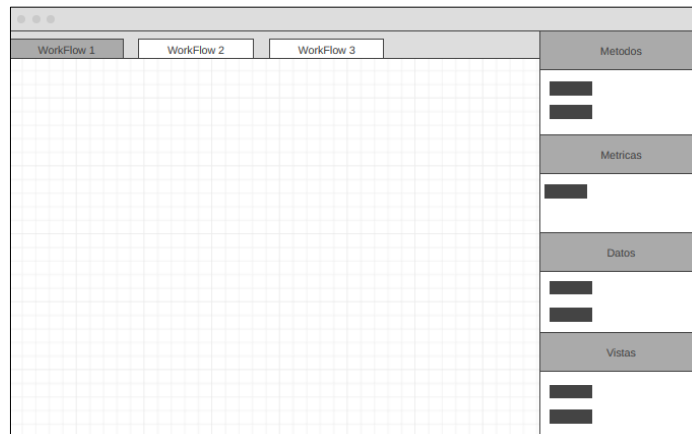 WorkFlow 1
WorkFlow 2
WorkFlow 3
Metodos
Metricas
Datos
Vistas